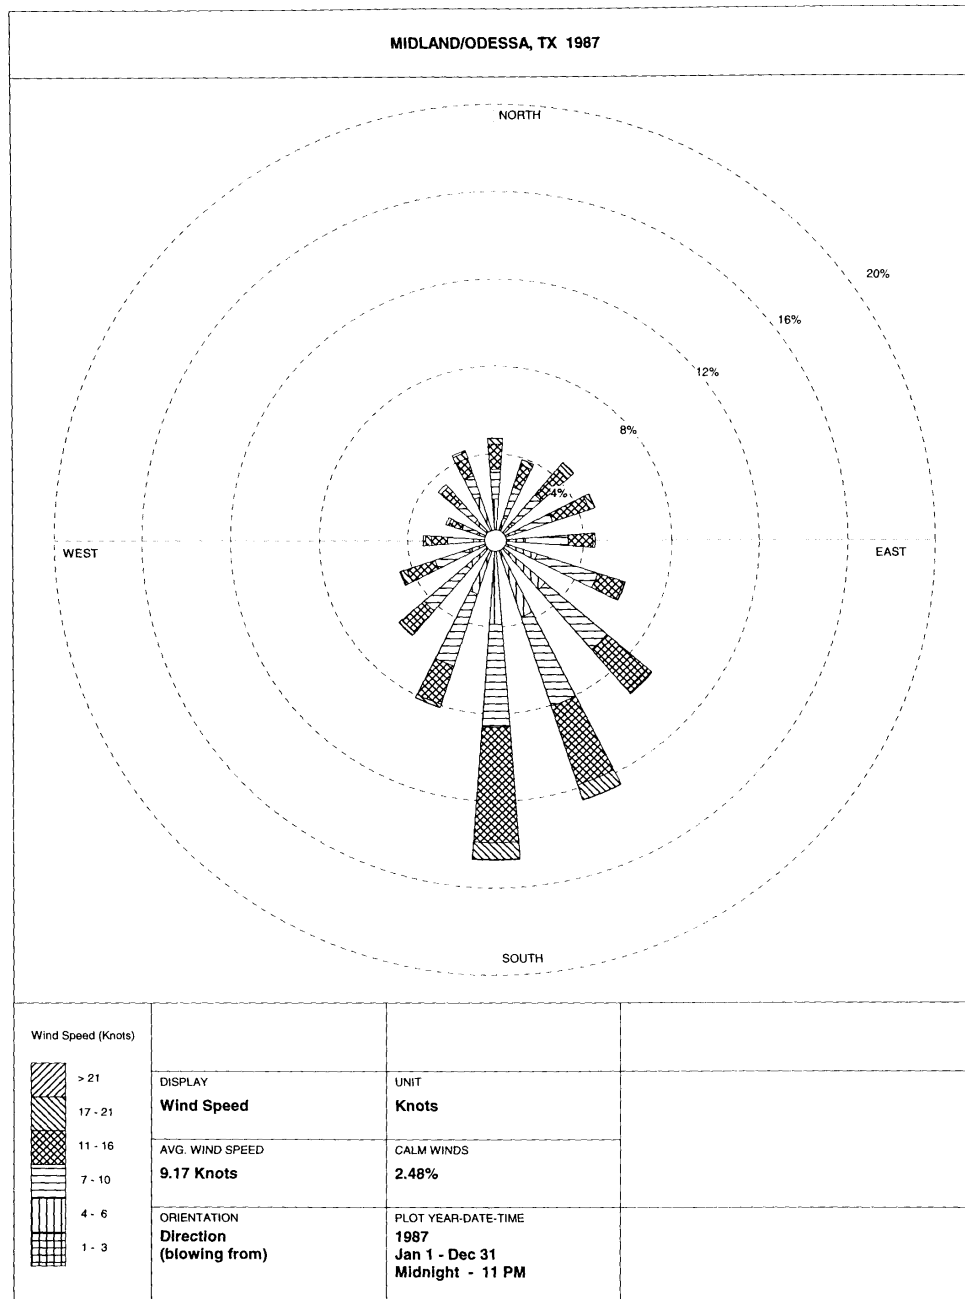 MIDLAND/ODESSA, TX 1987
NORTH
20%
16%
12%
8%
4%
WEST
EAST
SOUTH
Wind Speed (Knots)
> 21
17 - 21
11 - 16
7 - 10
4 - 6
1 - 3
DISPLAY
Wind Speed
UNIT
Knots
AVG. WIND SPEED
9.17 Knots
CALM WINDS
2.48%
ORIENTATION
Direction
(blowing from)
PLOT YEAR-DATE-TIME
1987
Jan 1 - Dec 31
Midnight - 11 PM